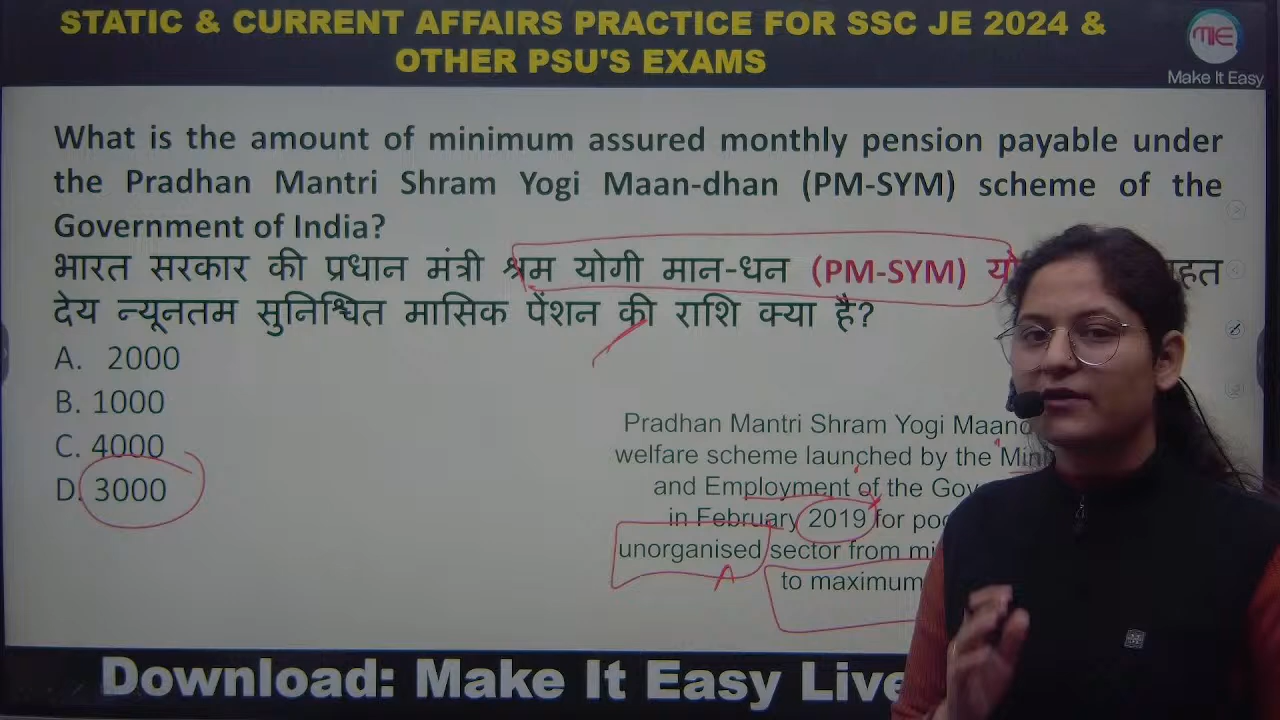 STATIC & CURRENT AFFAIRS PRACTICE FOR SSC JE 2024 &
OTHER PSU'S EXAMS
MIE
Make It Easy
What is the amount of minimum assured monthly pension payable under
the Pradhan Mantri Shram Yogi Maan-dhan (PM-SYM) scheme of the
Government of India?
भारत सरकार की प्रधान मंत्री श्रम योगी मान-धन (PM-SYM)
देय न्यूनतम सुनिश्चित मासिक पेंशन की राशि क्या है?
A. 2000
B. 1000
C. 4000
D. 3000
Pradhan Mantri Shram Yogi
welfare scheme launched by the
and Employment of the
in February 2019 for
unorganised sector from
to maximum
Download: Make It Easy Live